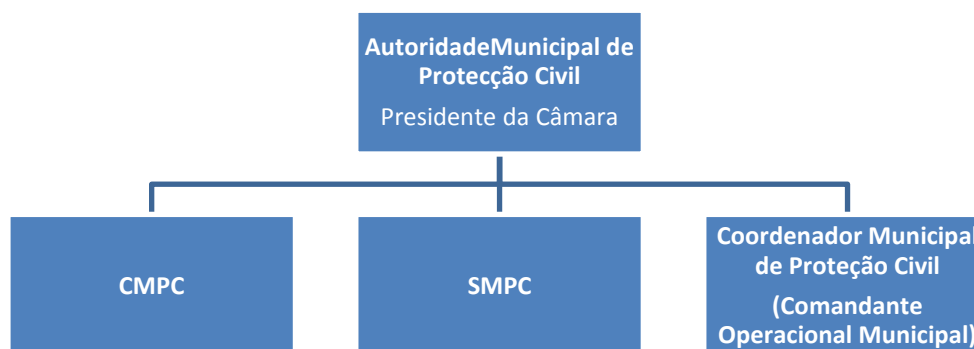 AutoridadeMunicipal de
Protecção Civil
Presidente da Câmara
CMPC
SMPC
Coordenador Municipal
de Proteção Civil
(Comandante
Operacional Municipal)